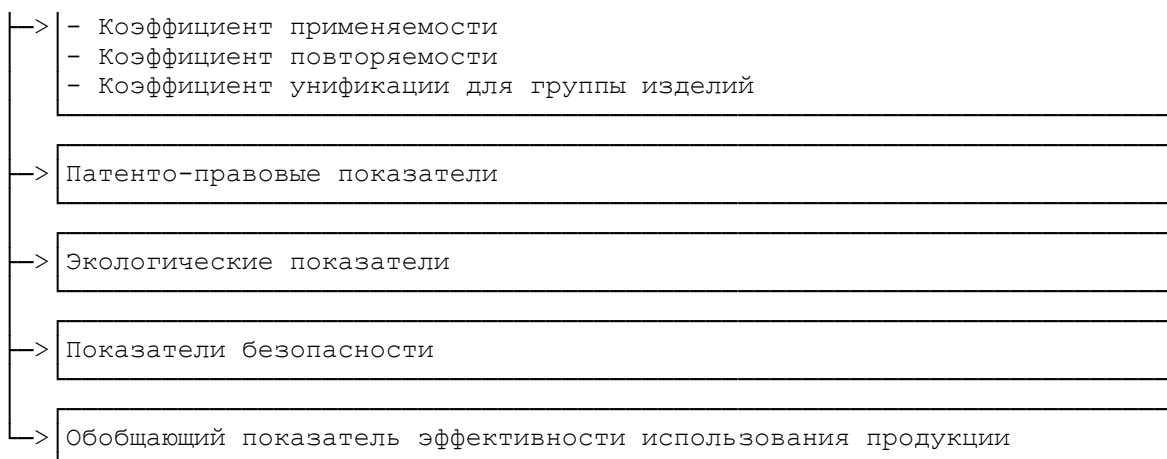 - Коэффициент применяемости
- Коэффициент повторяемости
- Коэффициент унификации для группы изделий
Патенто-правовые показатели
Экологические показатели
Показатели безопасности
Обобщающий показатель эффективности использования продукции